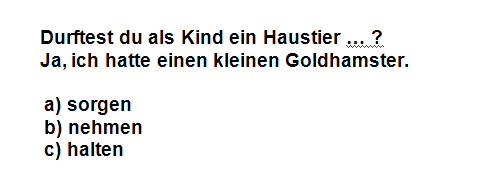 Durftest du als Kind ein Haustier ... ?
Ja, ich hatte einen kleinen Goldhamster.
a) sorgen
b) nehmen
c) halten